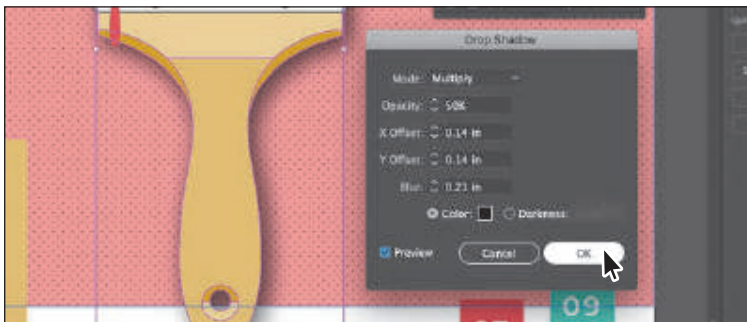 Drop Shadow
Mode: Multiply
Opacity: 50%
X Offset: 0.14 in
Y Offset: 0.14 in
Blur: 0.21 in
Color: Darkness:
Preview Cancel OK
09